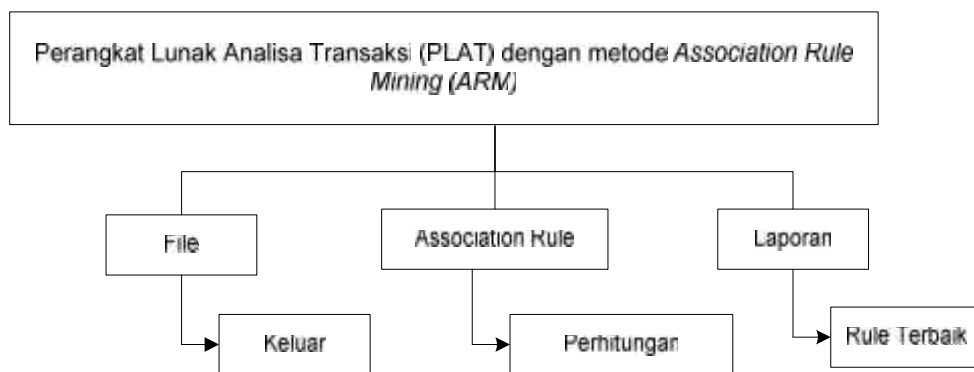 Perangkat Lunak Analisa Transaksi (PLAT) dengan metode Association Rule
Mining (ARM)
File
Association Rule
Laporan
Keluar
Perhitungan
Rule Terbaik